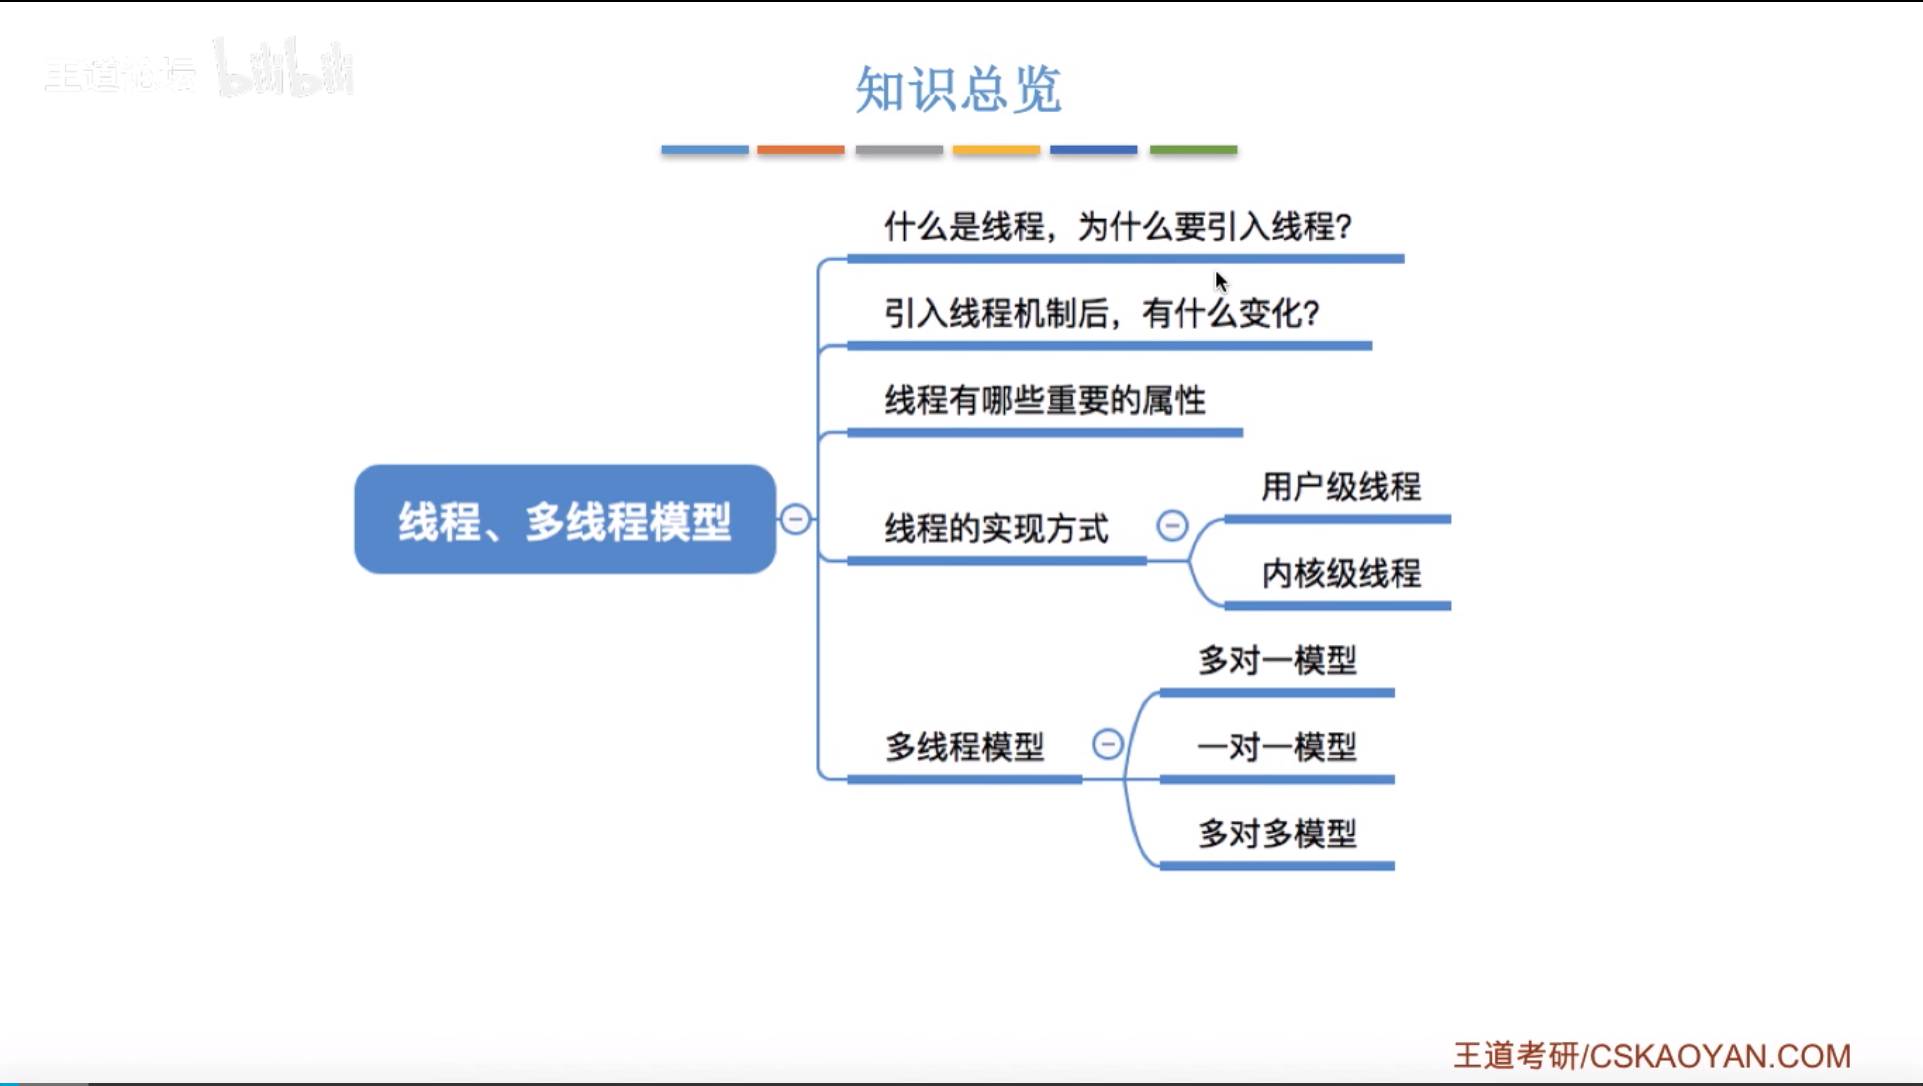 王道论坛 bilibili
知识总览
什么是线程，为什么要引入线程？
引入线程机制后，有什么变化？
线程有哪些重要的属性
线程、多线程模型
线程的实现方式
用户级线程
内核级线程
多线程模型
多对一模型
一对一模型
多对多模型
王道考研/CSKAOYAN.COM